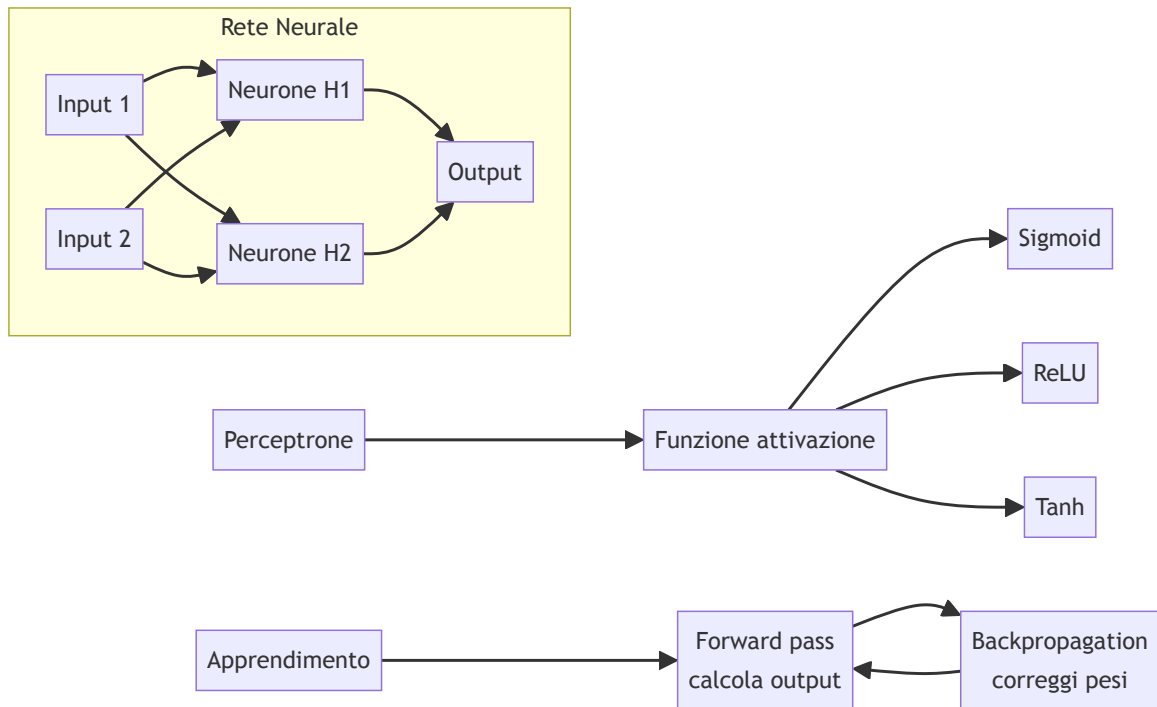 Rete Neurale
Input 1
Neurone H1
Output
Input 2
Neurone H2
Sigmoid
ReLU
Perceptrone
Funzione attivazione
Tanh
Apprendimento
Forward pass
calcola output
Backpropagation
correggi pesi